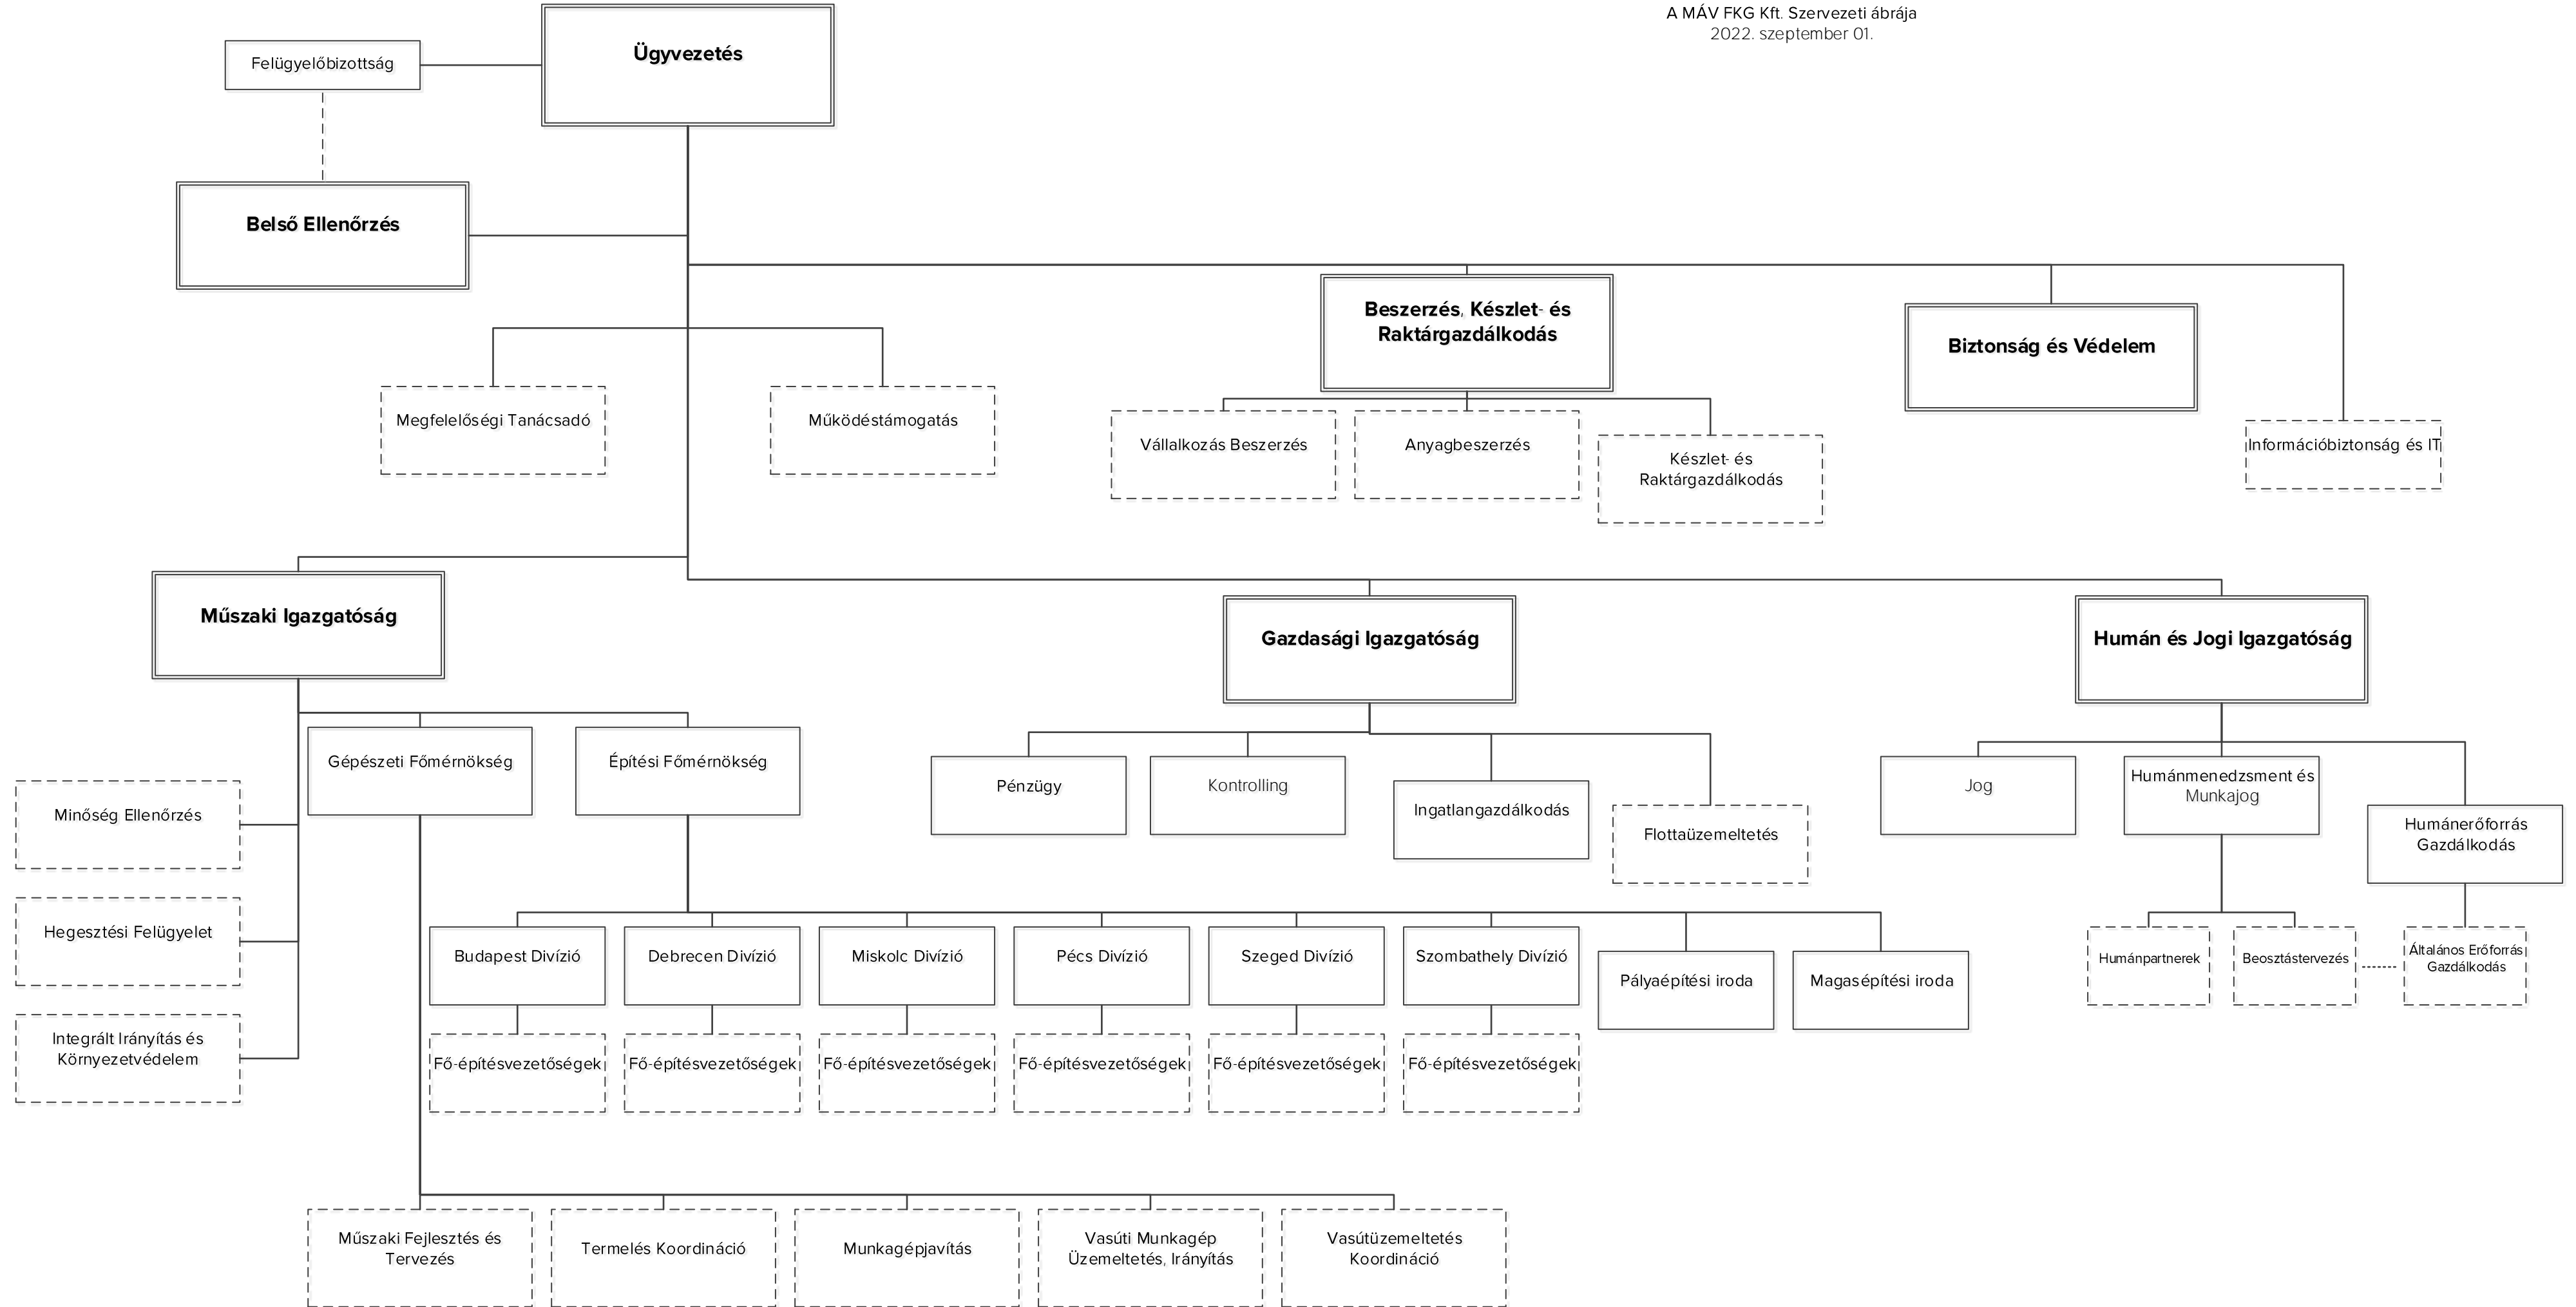 A MÁV FKG Kft. Szervezeti ábrája
2022. szeptember 01.
Ügyvezetés
Felügyelőbizottság
Belső Ellenőrzés
Beszerzés, Készlet- és
Raktárgazdálkodás
Biztonság és Védelem
Megfelelőségi Tanácsadó
Működéstámogatás
Vállalkozás Beszerzés
Anyagbeszerzés
Készlet- és
Raktárgazdálkodás
Információbiztonság és IT
Műszaki Igazgatóság
Gazdasági Igazgatóság
Humán és Jogi Igazgatóság
Gépészeti Főmérnökség
Építési Főmérnökség
Minőség Ellenőrzés
Hegesztési Felügyelet
Integrált Irányítás és
Környezetvédelem
Pénzügy
Kontrolling
Ingatlangazdálkodás
Flottaüzemeltetés
Jog
Humánmenedzsment és
Munkajog
Humánerőforrás
Gazdálkodás
Budapest Divízió
Debrecen Divízió
Miskolc Divízió
Pécs Divízió
Szeged Divízió
Szombathely Divízió
Pályaépítési iroda
Magasépítési iroda
Humánpartnerek
Beosztástervezés
Általános Erőforrás
Gazdálkodás
Fő-építésvezetőségek
Fő-építésvezetőségek
Fő-építésvezetőségek
Fő-építésvezetőségek
Fő-építésvezetőségek
Fő-építésvezetőségek
Műszaki Fejlesztés és
Tervezés
Termelés Koordináció
Munkagépjavítás
Vasúti Munkagép
Üzemeltetés, Irányítás
Vasútüzemeltetés
Koordináció